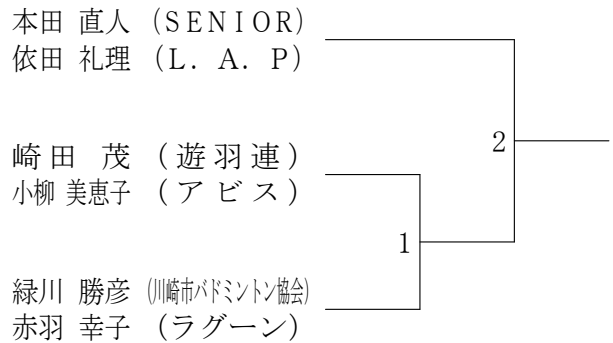 本田 直人 (SENIOR)
依田 礼理 (L. A. P)
2
崎田 茂 (遊羽連)
小柳 美恵子 (アビス)
1
緑川 勝彦 (川崎市バドミントン協会)
赤羽 幸子 (ラグーン)